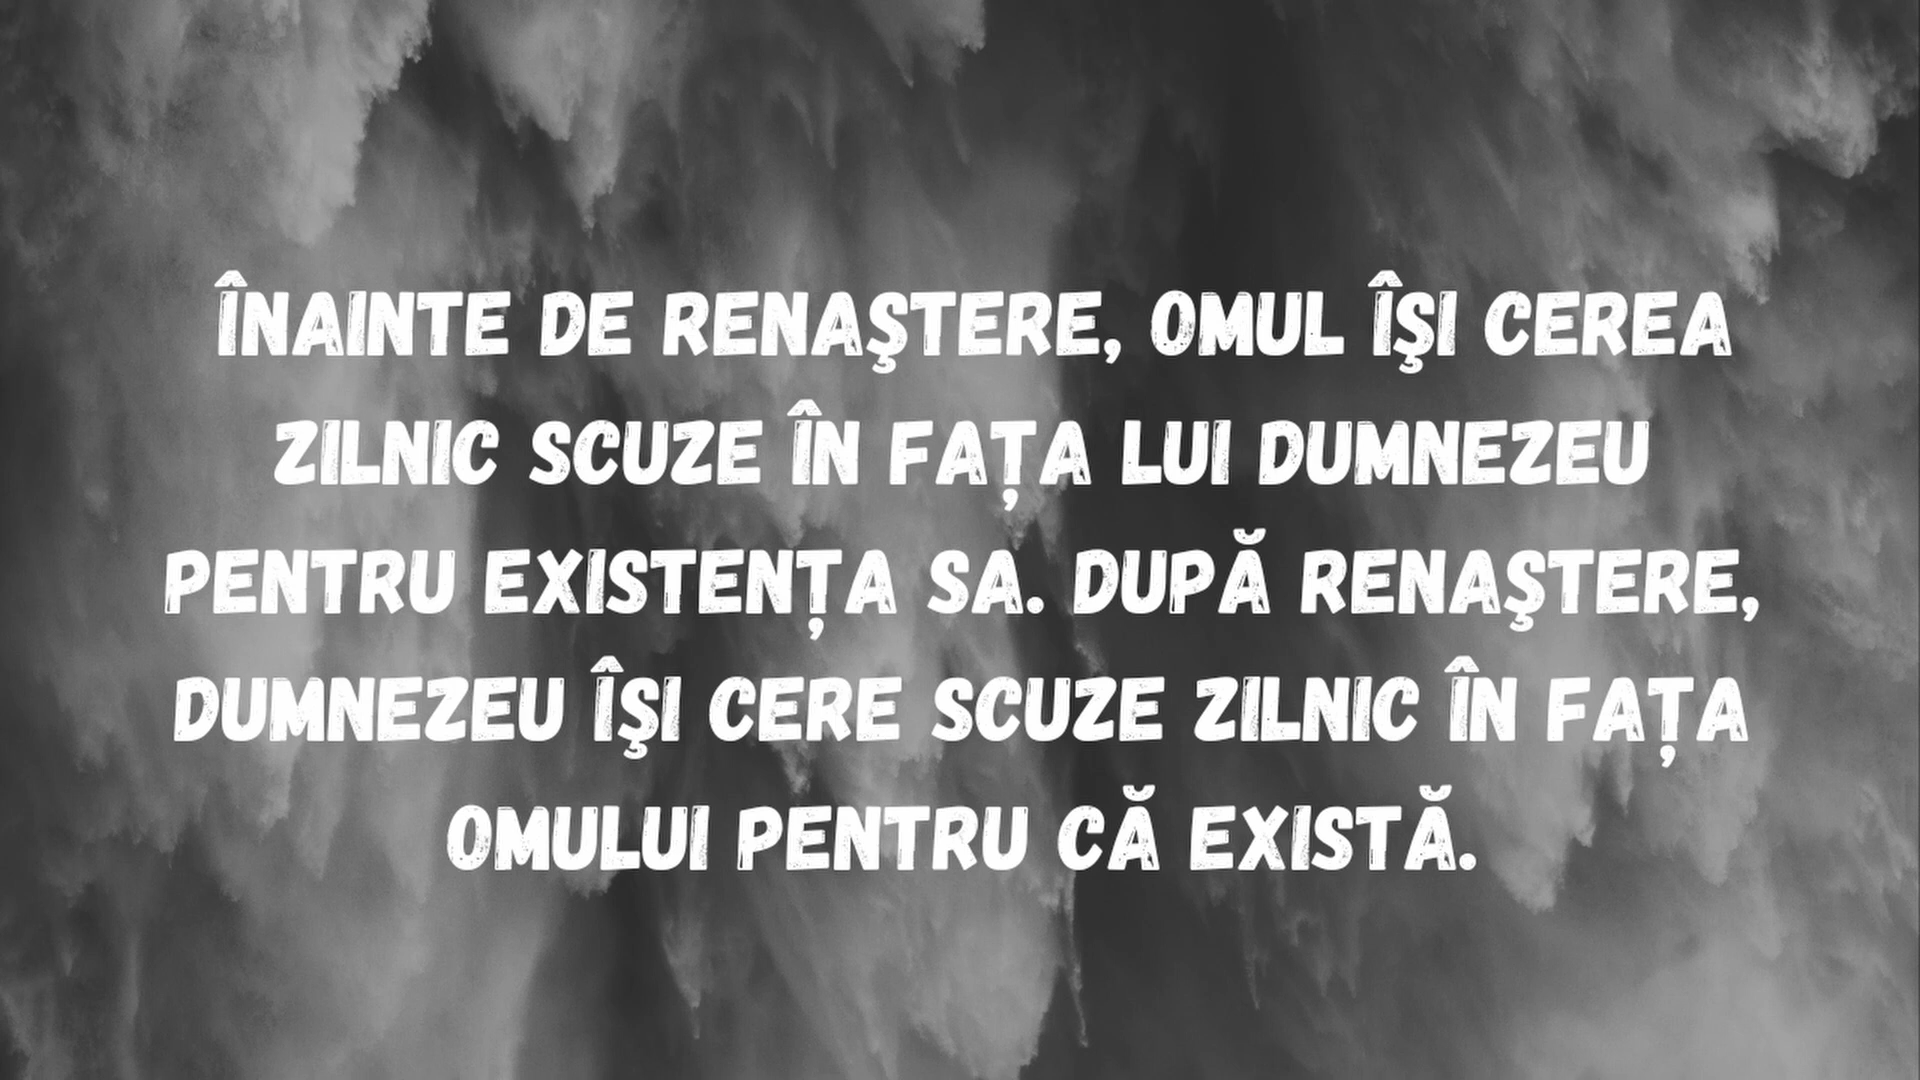 ÎNAINTE DE RENAŞTERE, OMUL ÎŞI CEREA
ZILNIC SCUZE ÎN FAȚA LUI DUMNEZEU
PENTRU EXISTENȚA SA. DUPĂ RENAŞTERE,
DUMNEZEU ÎŞI CERE SCUZE ZILNIC ÎN FAȚA
OMULUI PENTRU CĂ EXISTĂ.